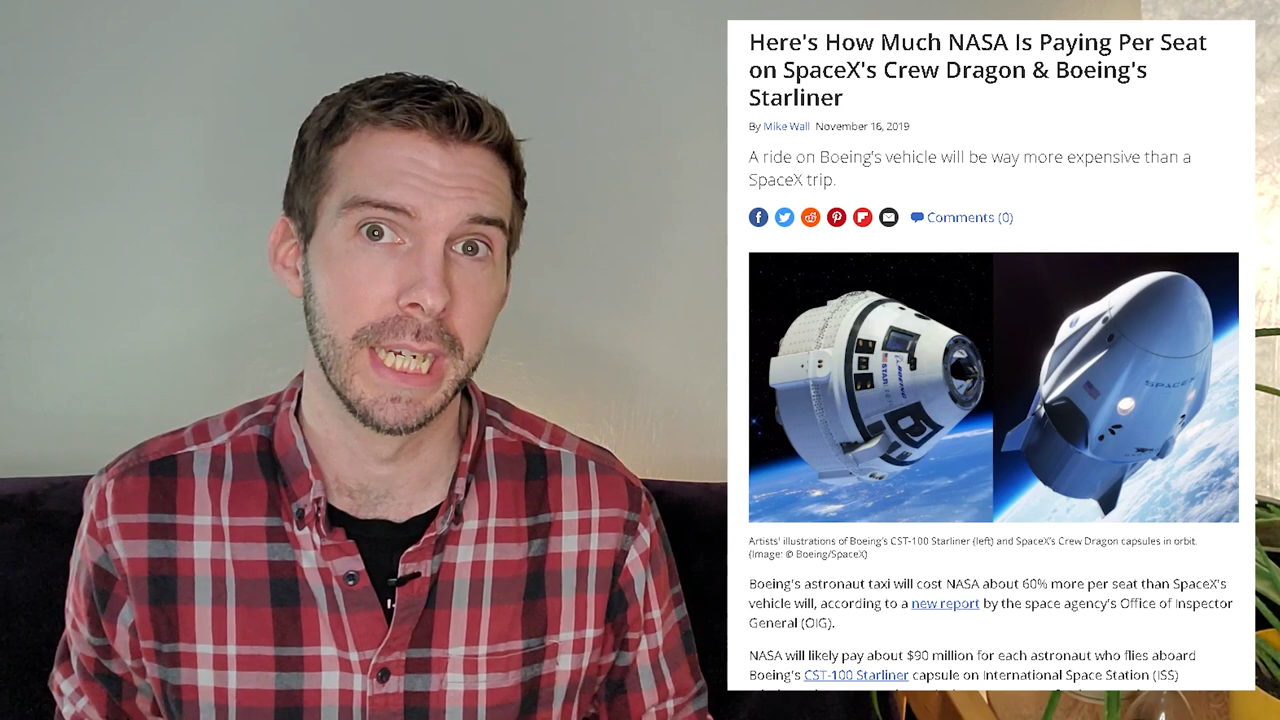 Here's How Much NASA Is Paying Per Seat
on SpaceX's Crew Dragon & Boeing's
Starliner
By Mike Wall November 16, 2019
A ride on Boeing's vehicle will be way more expensive than a
SpaceX trip.
Comments (0)
BOEING
SPACEX
Artists' illustrations of Boeing's CST-100 Starliner (left) and SpaceX's Crew Dragon capsules in orbit.
(Image: © Boeing/SpaceX)
Boeing's astronaut taxi will cost NASA about 60% more per seat than SpaceX's
vehicle will, according to a new report by the space agency's Office of Inspector
General (OIG).
NASA will likely pay about $90 million for each astronaut who flies aboard
Boeing's CST-100 Starliner capsule on International Space Station (ISS)